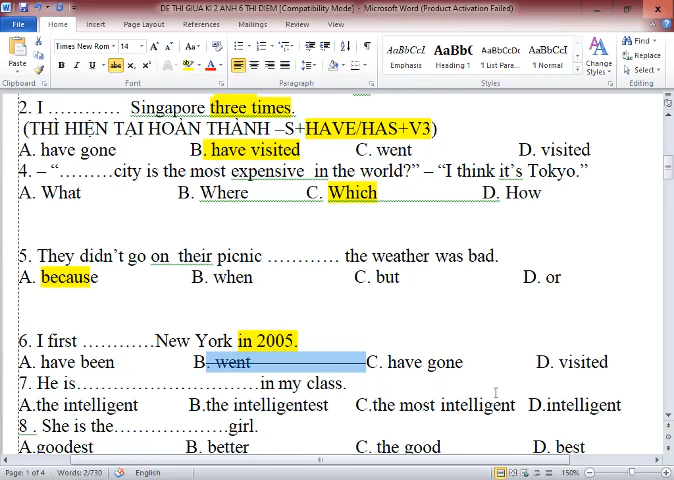 DE THI GIUA KI 2 ANH 6 THI DIEM [Compatibility Mode] - Microsoft Word (Product Activation Failed)
File Home Insert Page Layout References Mailings Review View
Paste
Times New Rom 14
AaBbCcI AaBbC AaBbCcDc AaBbCcI
Emphasis Heading 1 ¶ List Para... ¶ Normal
Change Styles
Find
Replace
Select
Clipboard Font Paragraph Styles Editing
2. I ………… Singapore three times.
(THÌ HIỆN TẠI HOÀN THÀNH –S+HAVE/HAS+V3)
A. have gone B. have visited C. went D. visited
4. – “………city is the most expensive in the world?” – “I think it’s Tokyo.”
A. What B. Where C. Which D. How
5. They didn’t go on their picnic ………… the weather was bad.
A. because B. when C. but D. or
6. I first …………New York in 2005.
A. have been B. went C. have gone D. visited
7. He is…………………………in my class.
A.the intelligent B.the intelligentest C.the most intelligent D.intelligent
8 . She is the…………………girl.
A.goodest B. better C. the good D. best
Page: 1 of 4 Words: 2/730 English 150%